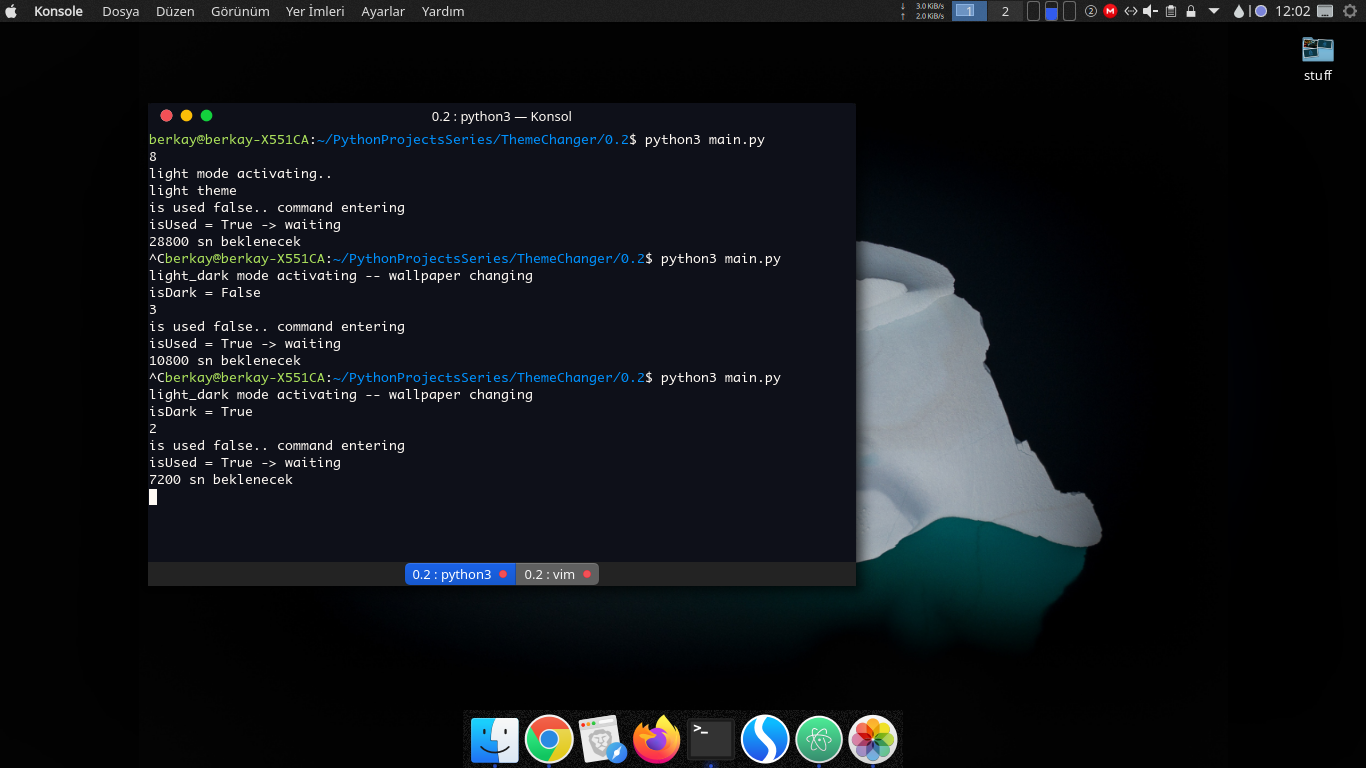 Konsole Dosya Düzen Görünüm Yer İmleri Ayarlar Yardım 3.0 KiB/s 2.0 KiB/s 1 2 2 M 12:02
stuff
0.2 : python3 — Konsol
berkay@berkay-X551CA:~/PythonProjectsSeries/ThemeChanger/0.2$ python3 main.py
8
light mode activating..
light theme
is used false.. command entering
isUsed = True -> waiting
28800 sn beklenecek
^Cberkay@berkay-X551CA:~/PythonProjectsSeries/ThemeChanger/0.2$ python3 main.py
light_dark mode activating -- wallpaper changing
isDark = False
3
is used false.. command entering
isUsed = True -> waiting
10800 sn beklenecek
^Cberkay@berkay-X551CA:~/PythonProjectsSeries/ThemeChanger/0.2$ python3 main.py
light_dark mode activating -- wallpaper changing
isDark = True
2
is used false.. command entering
isUsed = True -> waiting
7200 sn beklenecek
0.2 : python3 0.2 : vim
>_